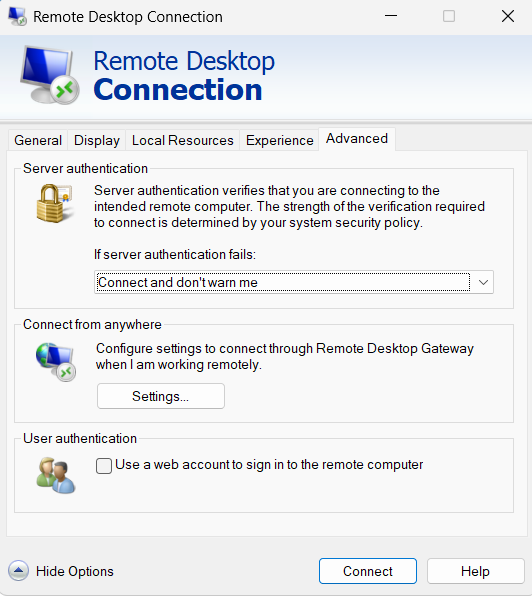 Remote Desktop Connection
Remote Desktop
Connection
General
Display
Local Resources
Experience
Advanced
Server authentication
Server authentication verifies that you are connecting to the
intended remote computer. The strength of the verification required
to connect is determined by your system security policy.
If server authentication fails:
Connect and don't warn me
Connect from anywhere
Configure settings to connect through Remote Desktop Gateway
when I am working remotely.
Settings...
User authentication
Use a web account to sign in to the remote computer
Hide Options
Connect
Help